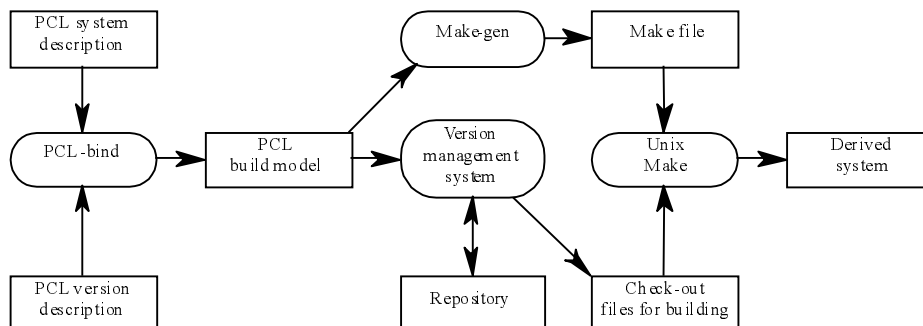 PCL system
description
Make-gen
Make file
PCL-bind
PCL
build model
Version
management
system
Unix
Make
Derived
system
PCL version
description
Repository
Check-out
files for building